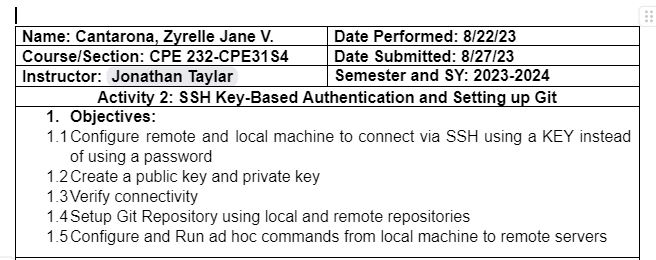 Name: Cantarona, Zyrelle Jane V. Date Performed: 8/22/23
Course/Section: CPE 232-CPE31S4 Date Submitted: 8/27/23
Instructor: Jonathan Taylar Semester and SY: 2023-2024
Activity 2: SSH Key-Based Authentication and Setting up Git
1. Objectives:
1.1 Configure remote and local machine to connect via SSH using a KEY instead
of using a password
1.2 Create a public key and private key
1.3 Verify connectivity
1.4 Setup Git Repository using local and remote repositories
1.5 Configure and Run ad hoc commands from local machine to remote servers